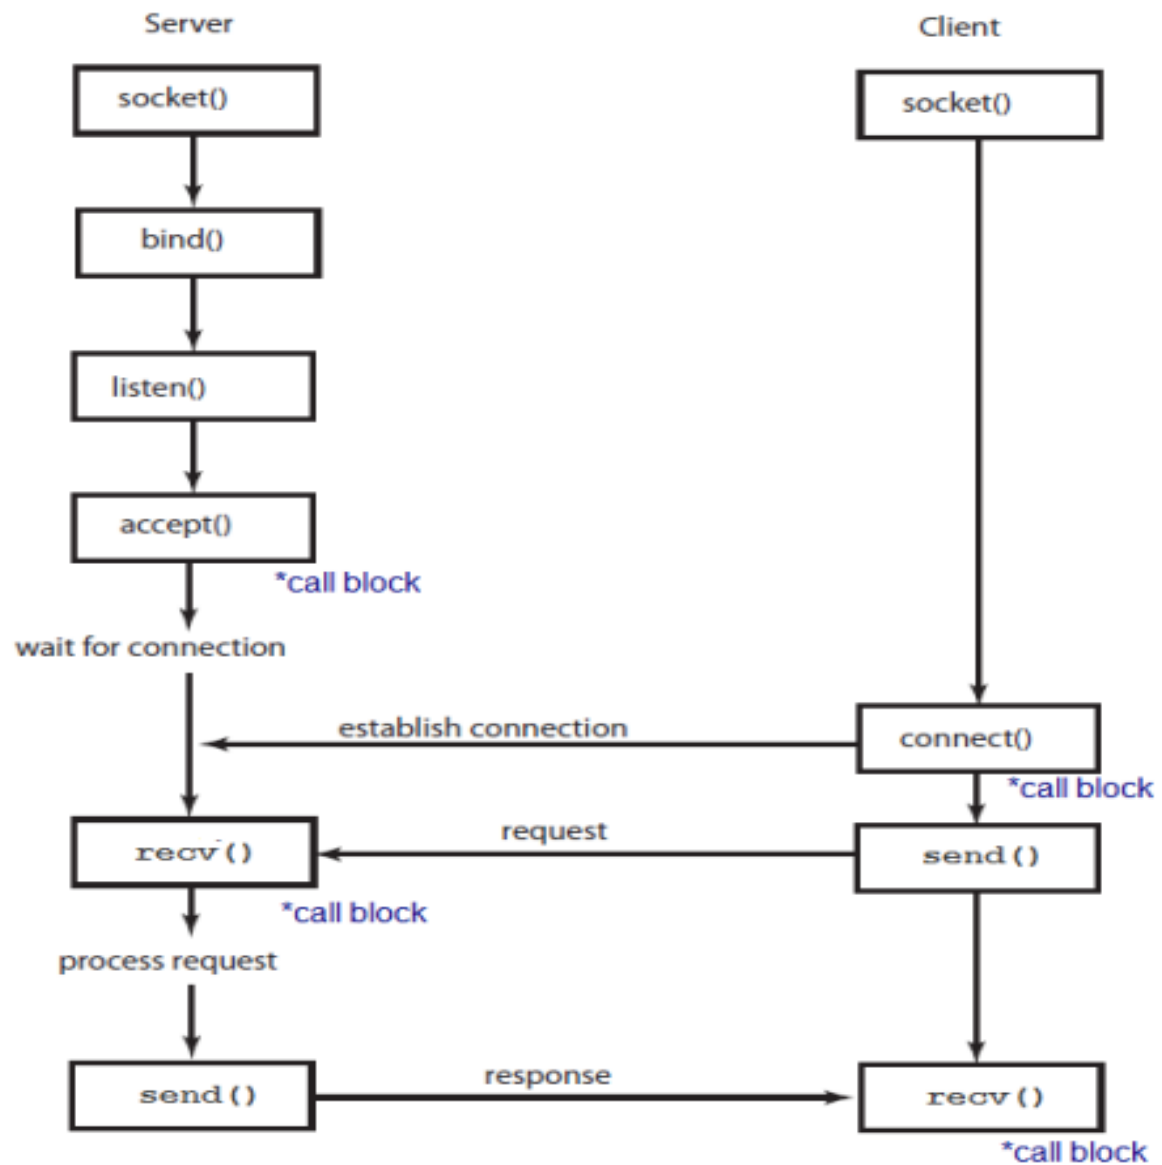 Server
Client
socket()
socket()
bind()
listen()
accept()
*call block
wait for connection
establish connection
connect()
*call block
request
recv()
send()
*call block
process request
response
send()
recv()
*call block